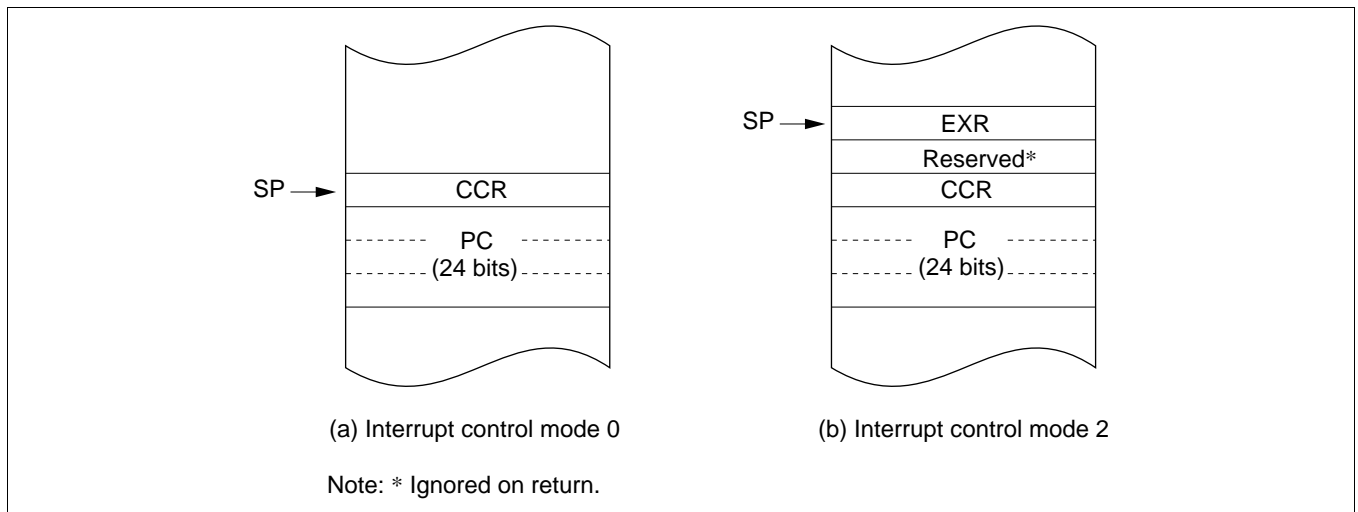 SP
CCR
PC
(24 bits)
(a) Interrupt control mode 0
SP
EXR
Reserved*
CCR
PC
(24 bits)
(b) Interrupt control mode 2
Note: * Ignored on return.